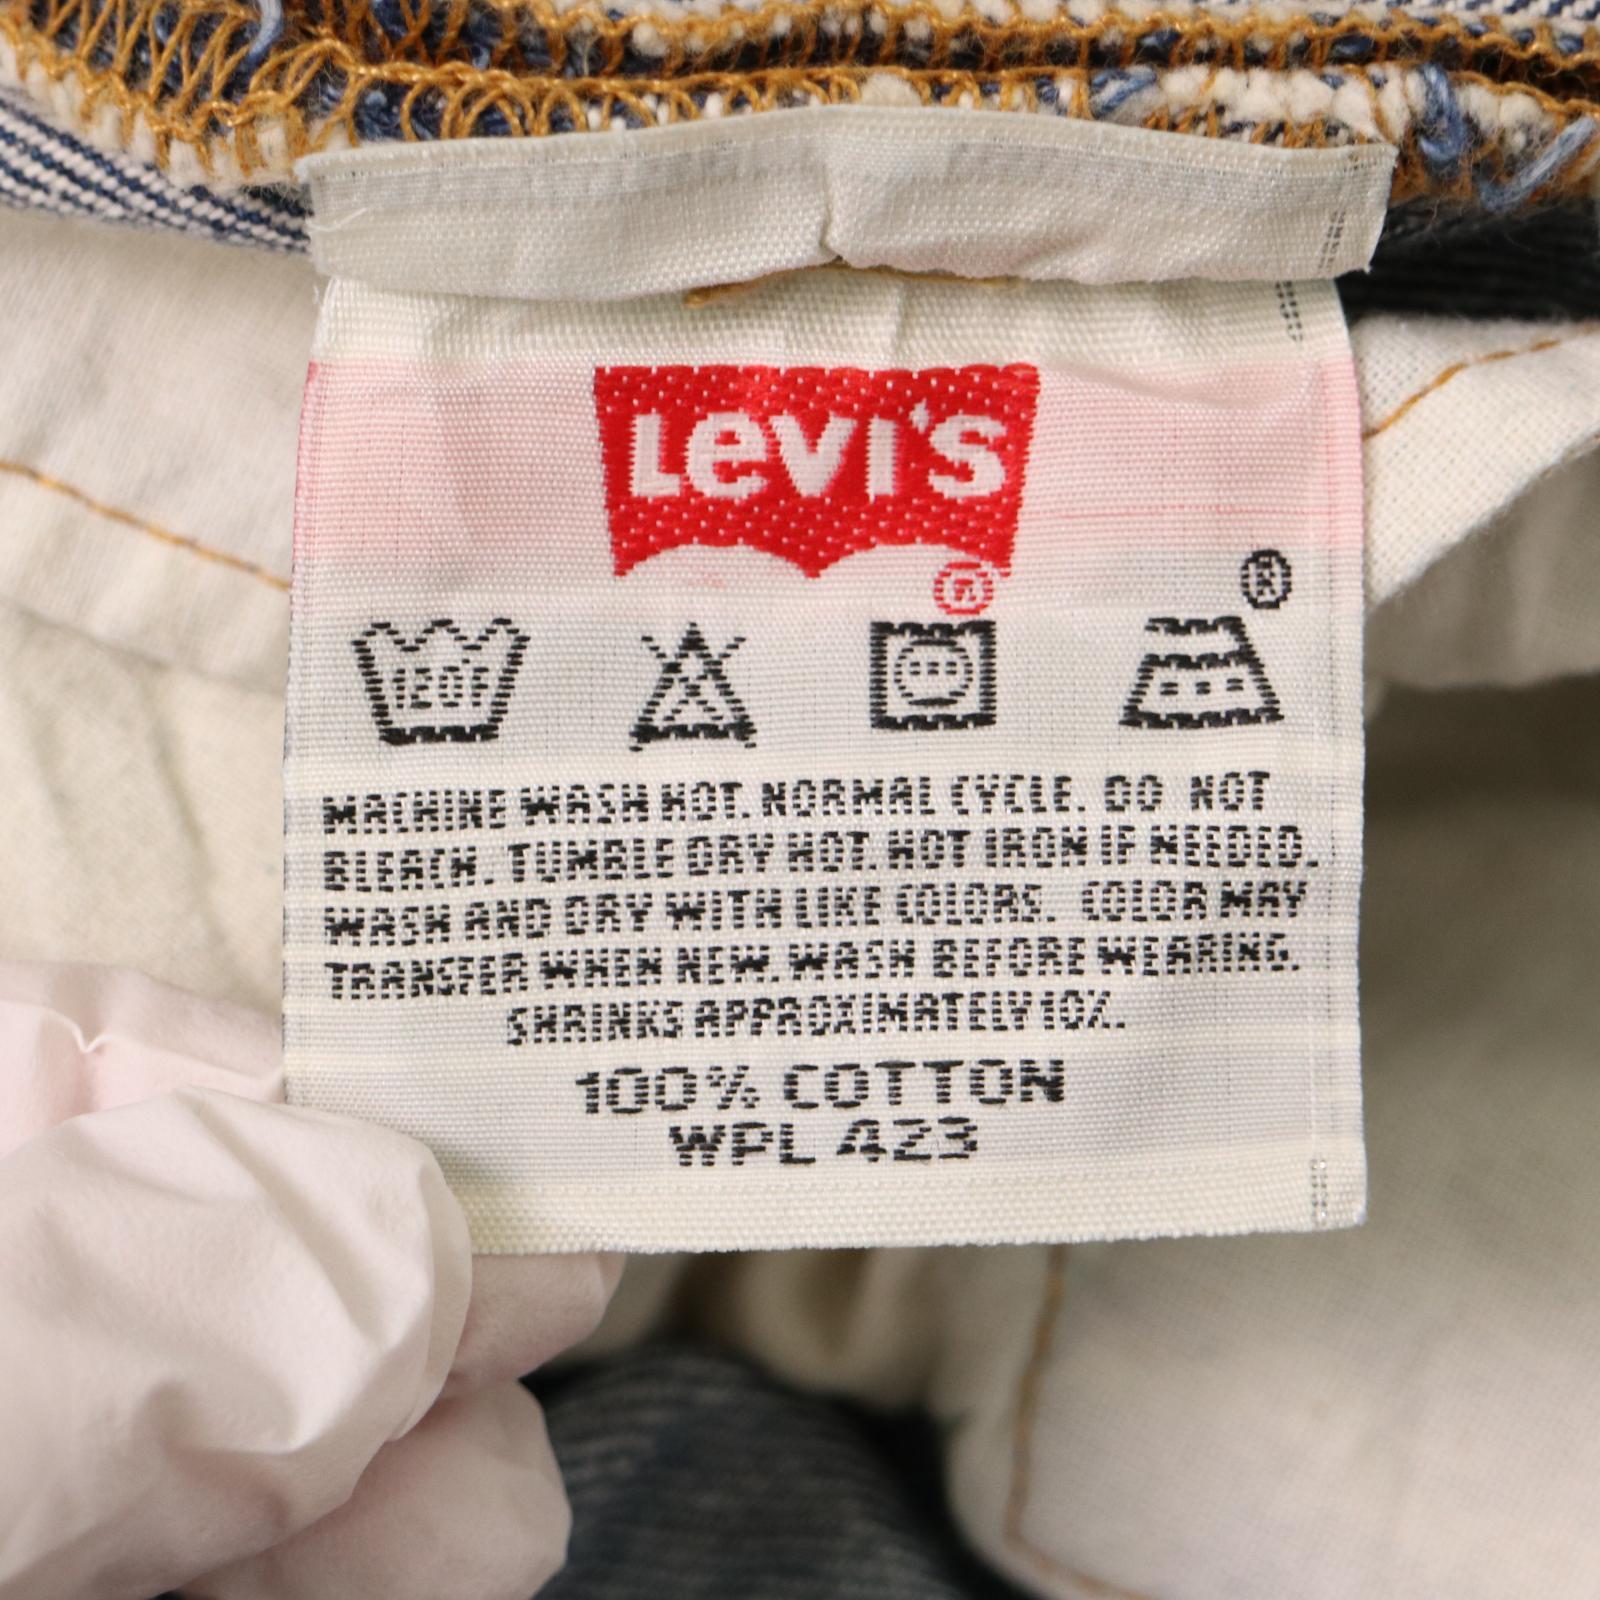 LEVI'S
®
®
120F
MACHINE WASH HOT. NORMAL CYCLE. DO NOT
BLEACH. TUMBLE DRY HOT. HOT IRON IF NEEDED.
WASH AND DRY WITH LIKE COLORS. COLOR MAY
TRANSFER WHEN NEW. WASH BEFORE WEARING.
SHRINKS APPROXIMATELY 10%.
100% COTTON
WPL 423